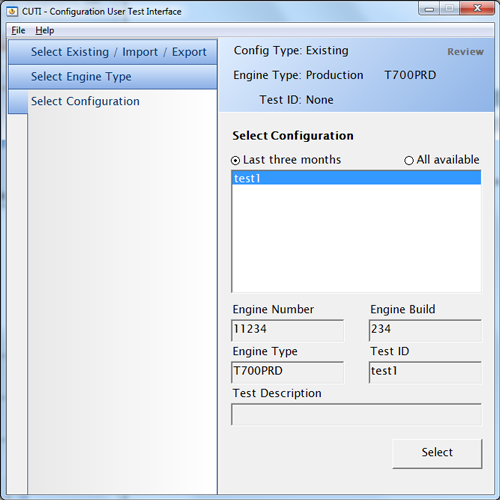 CUTI - Configuration User Test Interface
File Help
Select Existing / Import / Export
Select Engine Type
Select Configuration
Config Type: Existing Review
Engine Type: Production T700PRD
Test ID: None
Select Configuration
Last three months All available
test1
Engine Number Engine Build
11234 234
Engine Type Test ID
T700PRD test1
Test Description
Select